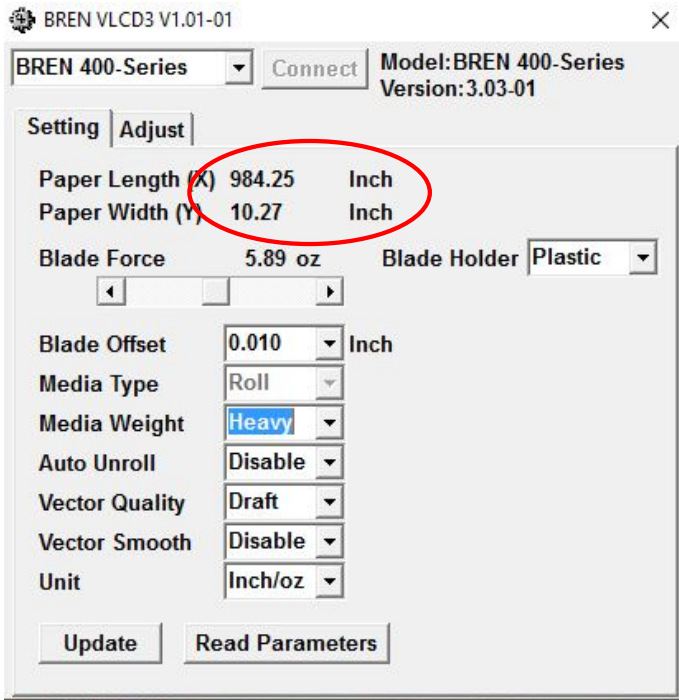 BREN VLCD3 V1.01-01
BREN 400-Series Connect Model:BREN 400-Series
Version:3.03-01
Setting Adjust
Paper Length (X) 984.25 Inch
Paper Width (Y) 10.27 Inch
Blade Force 5.89 oz Blade Holder Plastic
Blade Offset 0.010 Inch
Media Type Roll
Media Weight Heavy
Auto Unroll Disable
Vector Quality Draft
Vector Smooth Disable
Unit Inch/oz
Update Read Parameters